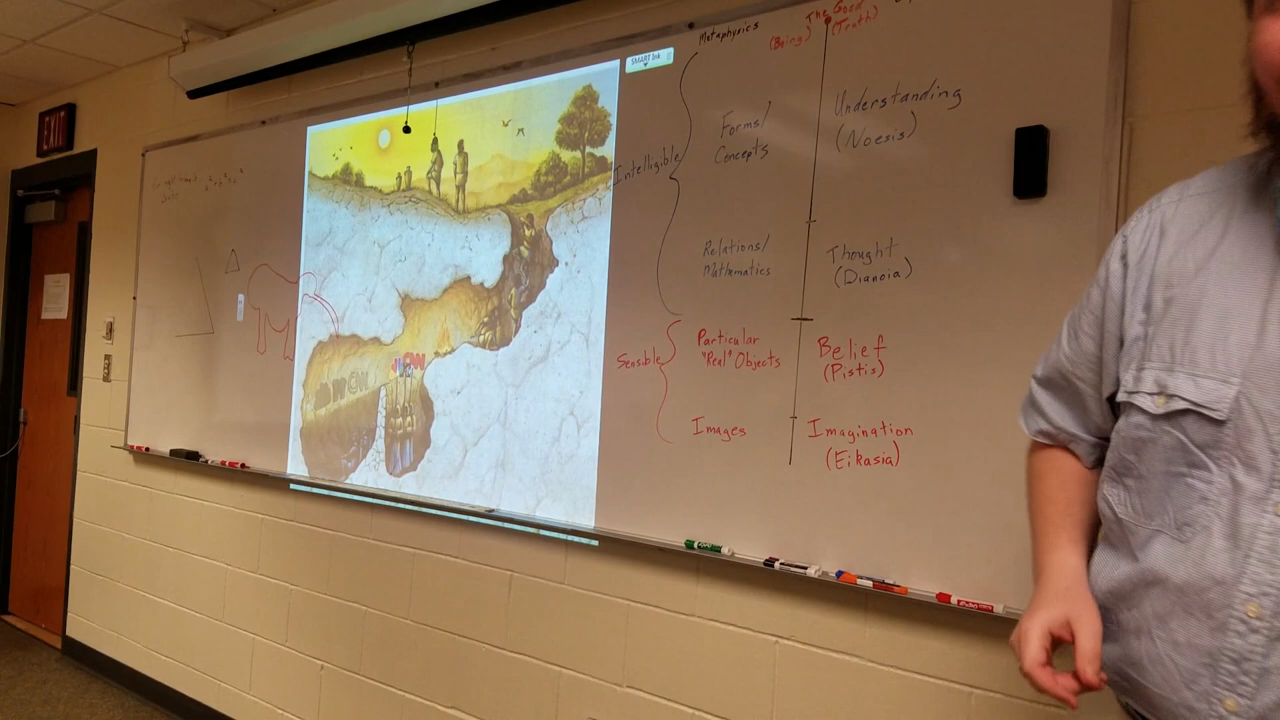 EXIT
SMART Ink
CNN
Metaphysics
The Good
(Being) (Truth)
Intelligible
Forms/
Concepts
Understanding
(Noesis)
Relations/
Mathematics
Thought
(Dianoia)
Sensible
Particular
"Real" Objects
Belief
(Pistis)
Images
Imagination
(Eikasia)
EXPO